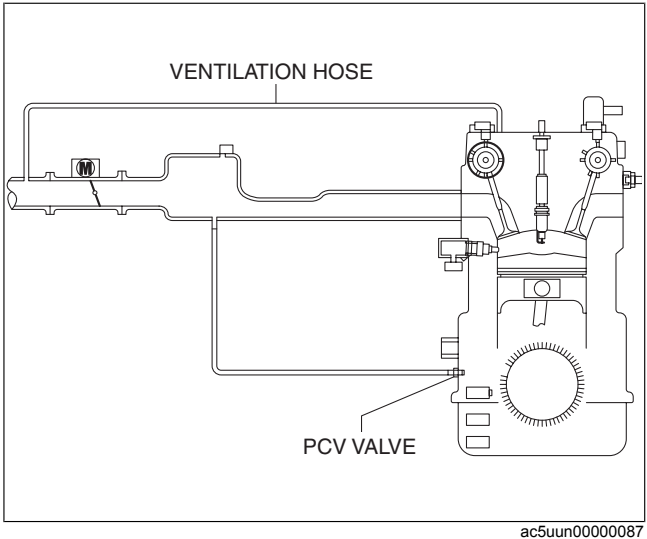 VENTILATION HOSE
M
PCV VALVE
ac5uun00000087